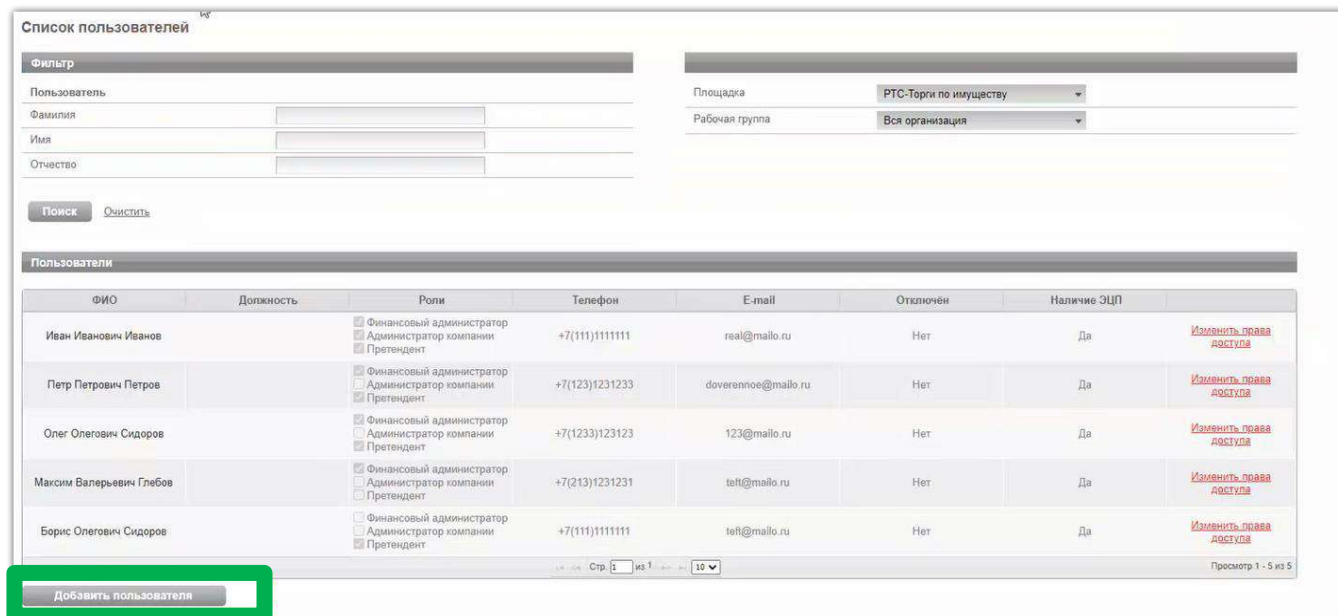 Список пользователей
Фильтр
Пользователь
Фамилия
Имя
Отчество
Площадка РТС-Торги по имуществу
Рабочая группа Вся организация
Поиск Очистить
Пользователи
ФИО Должность Роли Телефон E-mail Отключён Наличие ЭЦП
Финансовый администратор
Иван Иванович Иванов Администратор компании +7(111)1111111 real@mailo.ru Нет Да Изменить права доступа
Претендент
Финансовый администратор
Петр Петрович Петров Администратор компании +7(123)1231233 doverennoe@mailo.ru Нет Да Изменить права доступа
Претендент
Финансовый администратор
Олег Олегович Сидоров Администратор компании +7(1233)123123 123@mailo.ru Нет Да Изменить права доступа
Претендент
Финансовый администратор
Максим Валерьевич Глебов Администратор компании +7(213)1231231 teft@mailo.ru Нет Да Изменить права доступа
Претендент
Финансовый администратор
Борис Олегович Сидоров Администратор компании +7(111)1111111 teft@mailo.ru Нет Да Изменить права доступа
Претендент
Стр. 1 из 1 10 Просмотр 1 - 5 из 5
Добавить пользователя